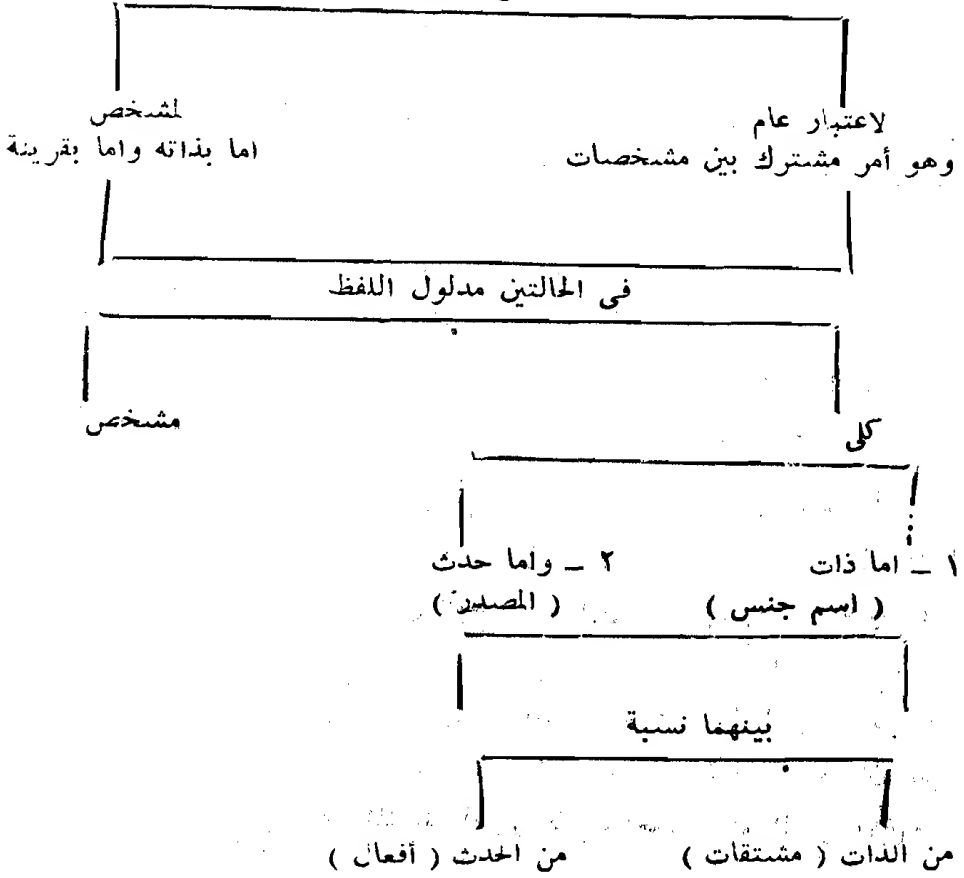 لاعتبار عام
وهو أمر مشترك بين مشخصات
لمشخص
اما بذاته واما بقرينة
فى الحالتين مدلول اللفظ
كلى
مشخص
١ ـ اما ذات
( اسم جنس )
٢ ـ واما حدث
( المصدر )
بينهما نسبة
من الذات ( مشتقات )
من الحدث ( أفعال )